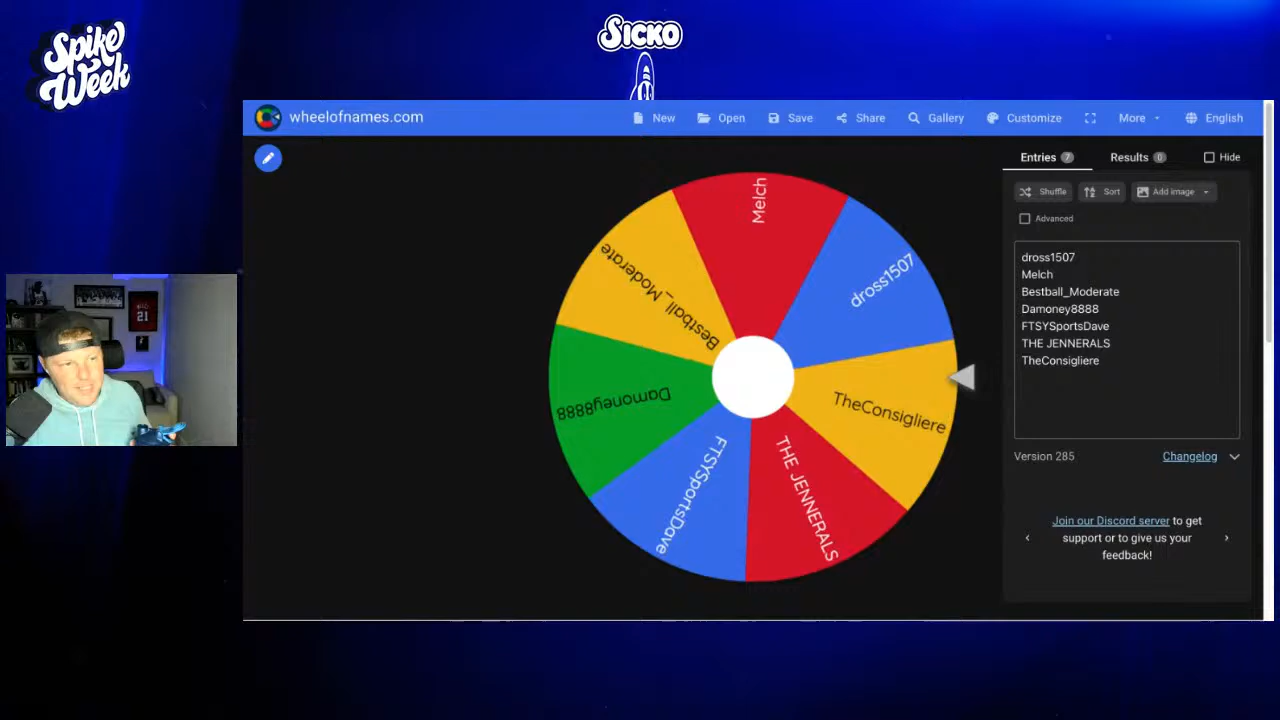 Spike
Week
SICKO
wheelofnames.com
New
Open
Save
Share
Gallery
Customize
More
English
Entries 7
Results 0
Hide
Shuffle
Sort
Add image
Advanced
dross1507
Melch
Bestball_Moderate
Damoney8888
FTSYSportsDave
THE JENNERALS
TheConsigliere
Version 285
Changelog
Join our Discord server to get
support or to give us your
feedback!
Melch
dross1507
TheConsigliere
THE JENNERALS
FTSYSportsDave
Damoney8888
Bestball_Moderate
21